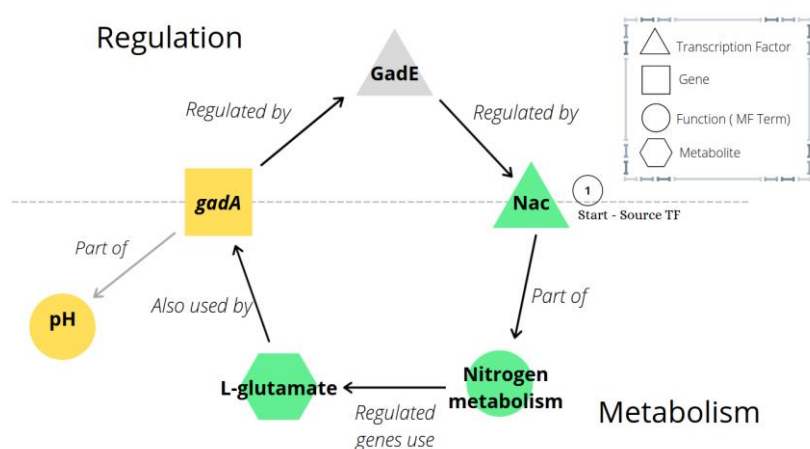 Regulation
GadE
Transcription Factor
Gene
Function ( MF Term)
Metabolite
Regulated by
Regulated by
gadA
Nac
1
Start - Source TF
Part of
Part of
Also used by
pH
L-glutamate
Nitrogen
metabolism
Regulated
genes use
Metabolism